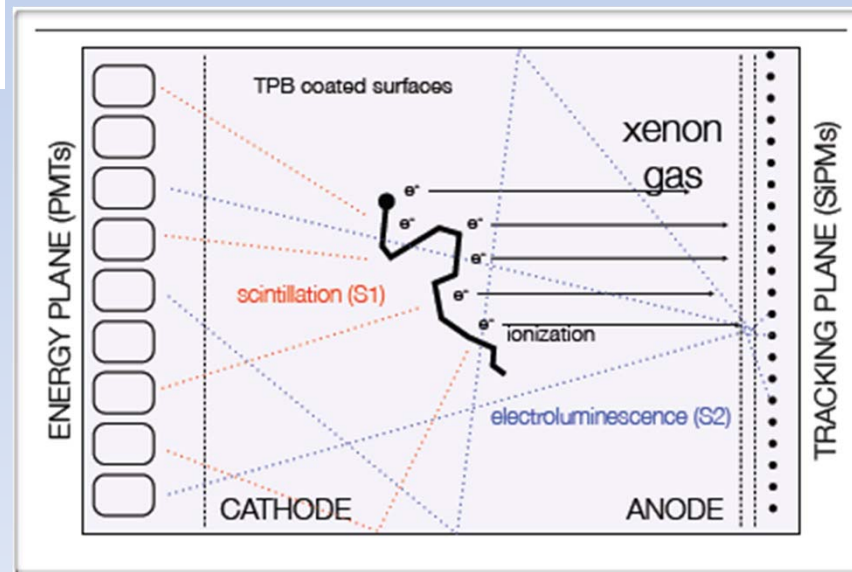 ENERGY PLANE (PMTs)
TPB coated surfaces
xenon
gas
e-
e-
e-
e-
e-
e-
scintillation (S1)
ionization
electroluminescence (S2)
CATHODE
ANODE
TRACKING PLANE (SiPMs)